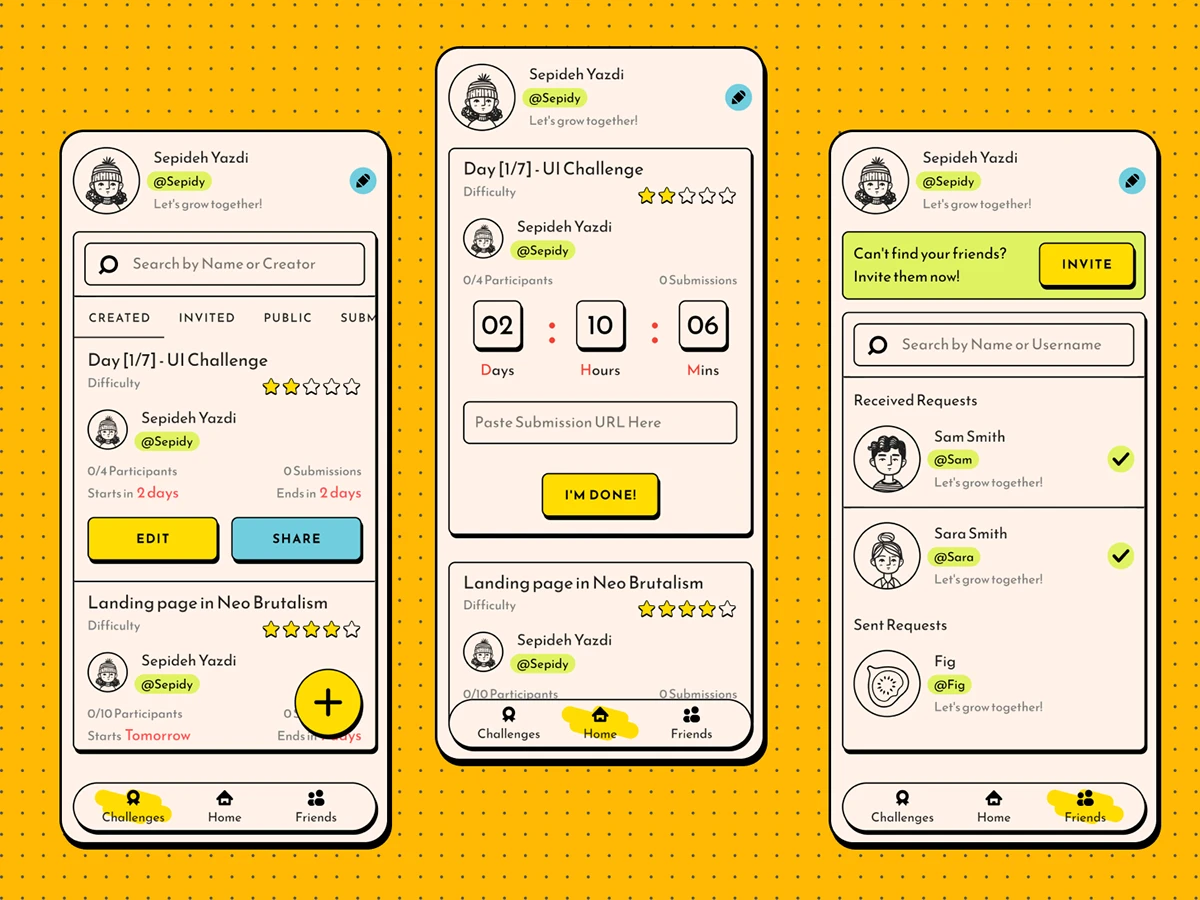 Sepideh Yazdi
@Sepidy
Let's grow together!
Search by Name or Creator
CREATED INVITED PUBLIC SUBM
Day [1/7] - UI Challenge
Difficulty
Sepideh Yazdi
@Sepidy
0/4 Participants 0 Submissions
Starts in 2 days Ends in 2 days
EDIT SHARE
Landing page in Neo Brutalism
Difficulty
Sepideh Yazdi
@Sepidy
0/10 Participants 0 S
Starts Tomorrow Ends in days
Challenges Home Friends
Sepideh Yazdi
@Sepidy
Let's grow together!
Day [1/7] - UI Challenge
Difficulty
Sepideh Yazdi
@Sepidy
0/4 Participants 0 Submissions
02 : 10 : 06
Days Hours Mins
Paste Submission URL Here
I'M DONE!
Landing page in Neo Brutalism
Difficulty
Sepideh Yazdi
@Sepidy
0/10 Participants 0 Submissions
Challenges Home Friends
Sepideh Yazdi
@Sepidy
Let's grow together!
Can't find your friends?
Invite them now!
INVITE
Search by Name or Username
Received Requests
Sam Smith
@Sam
Let's grow together!
Sara Smith
@Sara
Let's grow together!
Sent Requests
Fig
@Fig
Let's grow together!
Challenges Home Friends